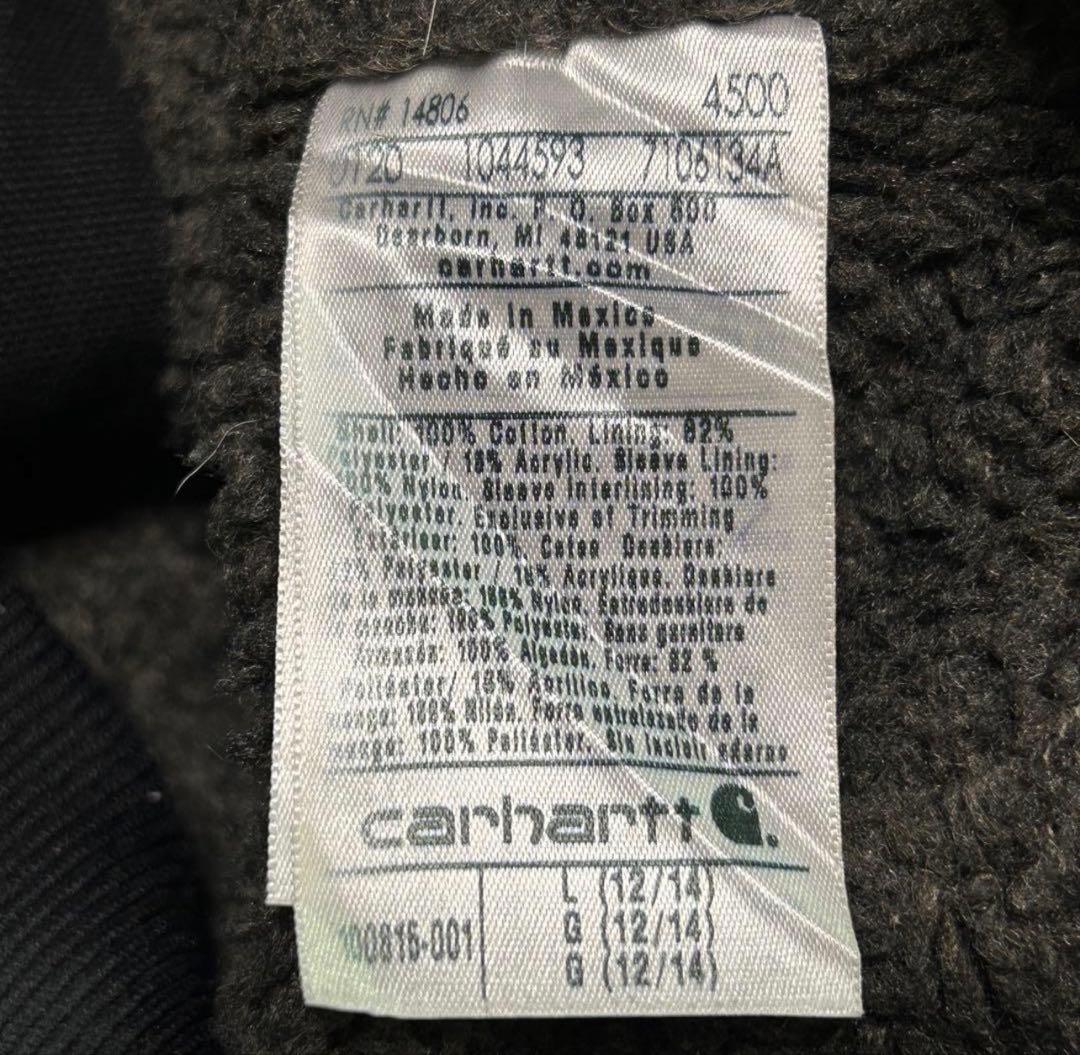 RN# 14806 4500
0120 1044593 7106134A
Carhartt, Inc. P. O. Box 600
Dearborn, MI 48121 USA
carhartt.com
Made in Mexico
Fabriqué au Mexique
Hecho en México
Shell: 100% Cotton, Lining: 82%
Polyester / 18% Acrylic. Sleeve Lining:
100% Nylon. Sleeve Interlining: 100%
Polyester. Exclusive of Trimming
Extérieur: 100%. Coton Doublure:
% Polyester / 18% Acrylique. Doublure
de la manche: 100% Nylon. Entredoublure de
manche: 100% Polyester. Sans garniture
Armazón: 100% Algodón. Forro: 82 %
Poliéster/ 18% Acrílico. Forro de la
manga: 100% Nilón. Forro entrelazado de la
manga: 100% Poliéster. Sin incluir adorno
carhartt
100815-001
L (12/14)
G (12/14)
G (12/14)